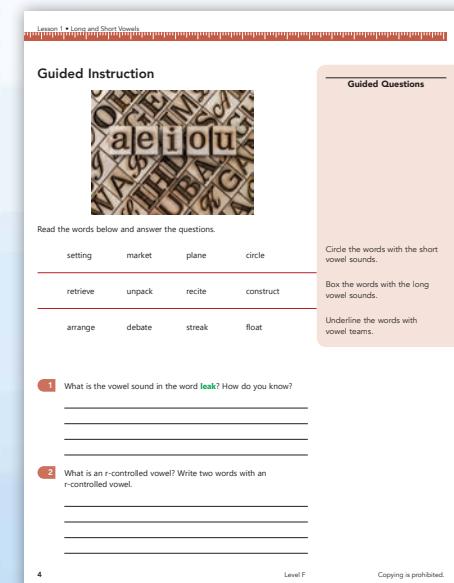 Lesson 1 • Long and Short Vowels
Guided Instruction
a e i o u
Read the words below and answer the questions.
setting market plane circle
retrieve unpack recite construct
arrange debate streak float
1 What is the vowel sound in the word leak? How do you know?
2 What is an r-controlled vowel? Write two words with an
r-controlled vowel.
Guided Questions
Circle the words with the short
vowel sounds.
Box the words with the long
vowel sounds.
Underline the words with
vowel teams.
4 Level F Copying is prohibited.